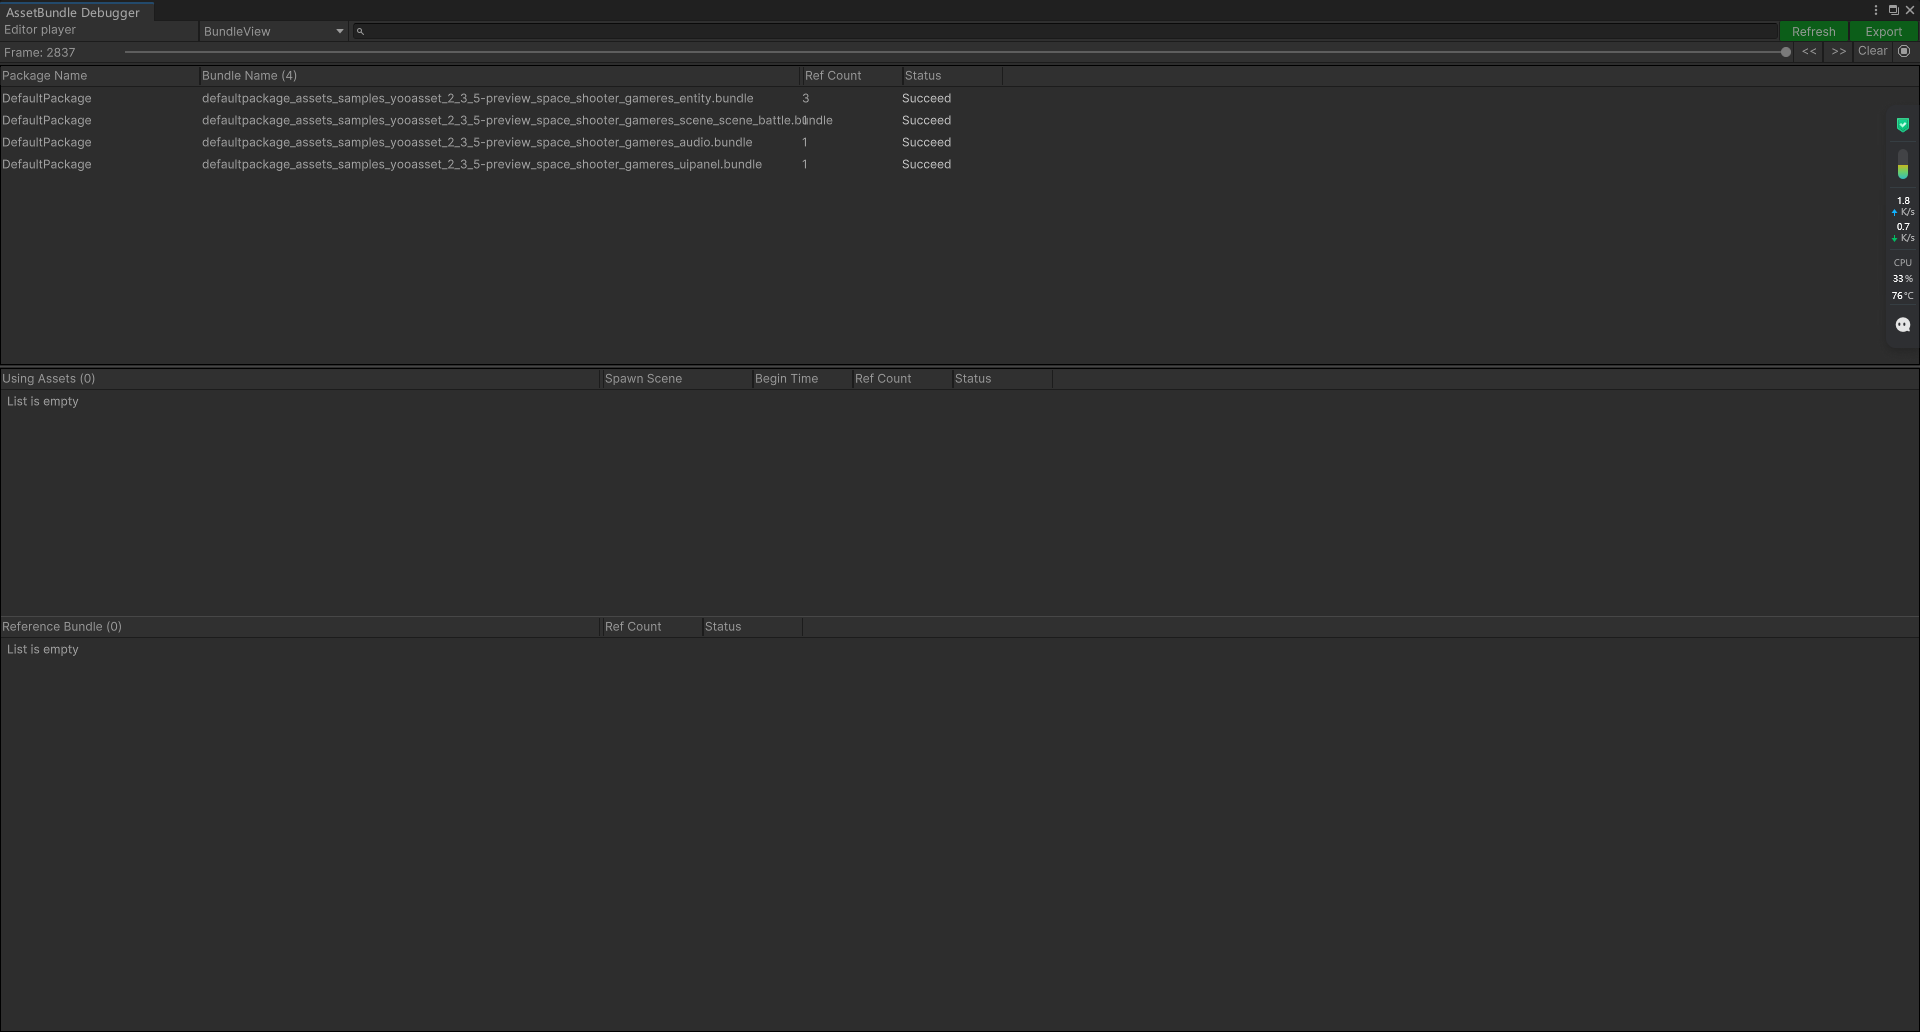 AssetBundle Debugger
Editor player BundleView Refresh Export
Frame: 2837 << >> Clear
Package Name Bundle Name (4) Ref Count Status
DefaultPackage defaultpackage_assets_samples_yooasset_2_3_5-preview_space_shooter_gameres_entity.bundle 3 Succeed
DefaultPackage defaultpackage_assets_samples_yooasset_2_3_5-preview_space_shooter_gameres_scene_scene_battle.bundle 1 Succeed
DefaultPackage defaultpackage_assets_samples_yooasset_2_3_5-preview_space_shooter_gameres_audio.bundle 1 Succeed
DefaultPackage defaultpackage_assets_samples_yooasset_2_3_5-preview_space_shooter_gameres_uipanel.bundle 1 Succeed
1.8
K/s
0.7
K/s
CPU
33%
76°C
Using Assets (0) Spawn Scene Begin Time Ref Count Status
List is empty
Reference Bundle (0) Ref Count Status
List is empty